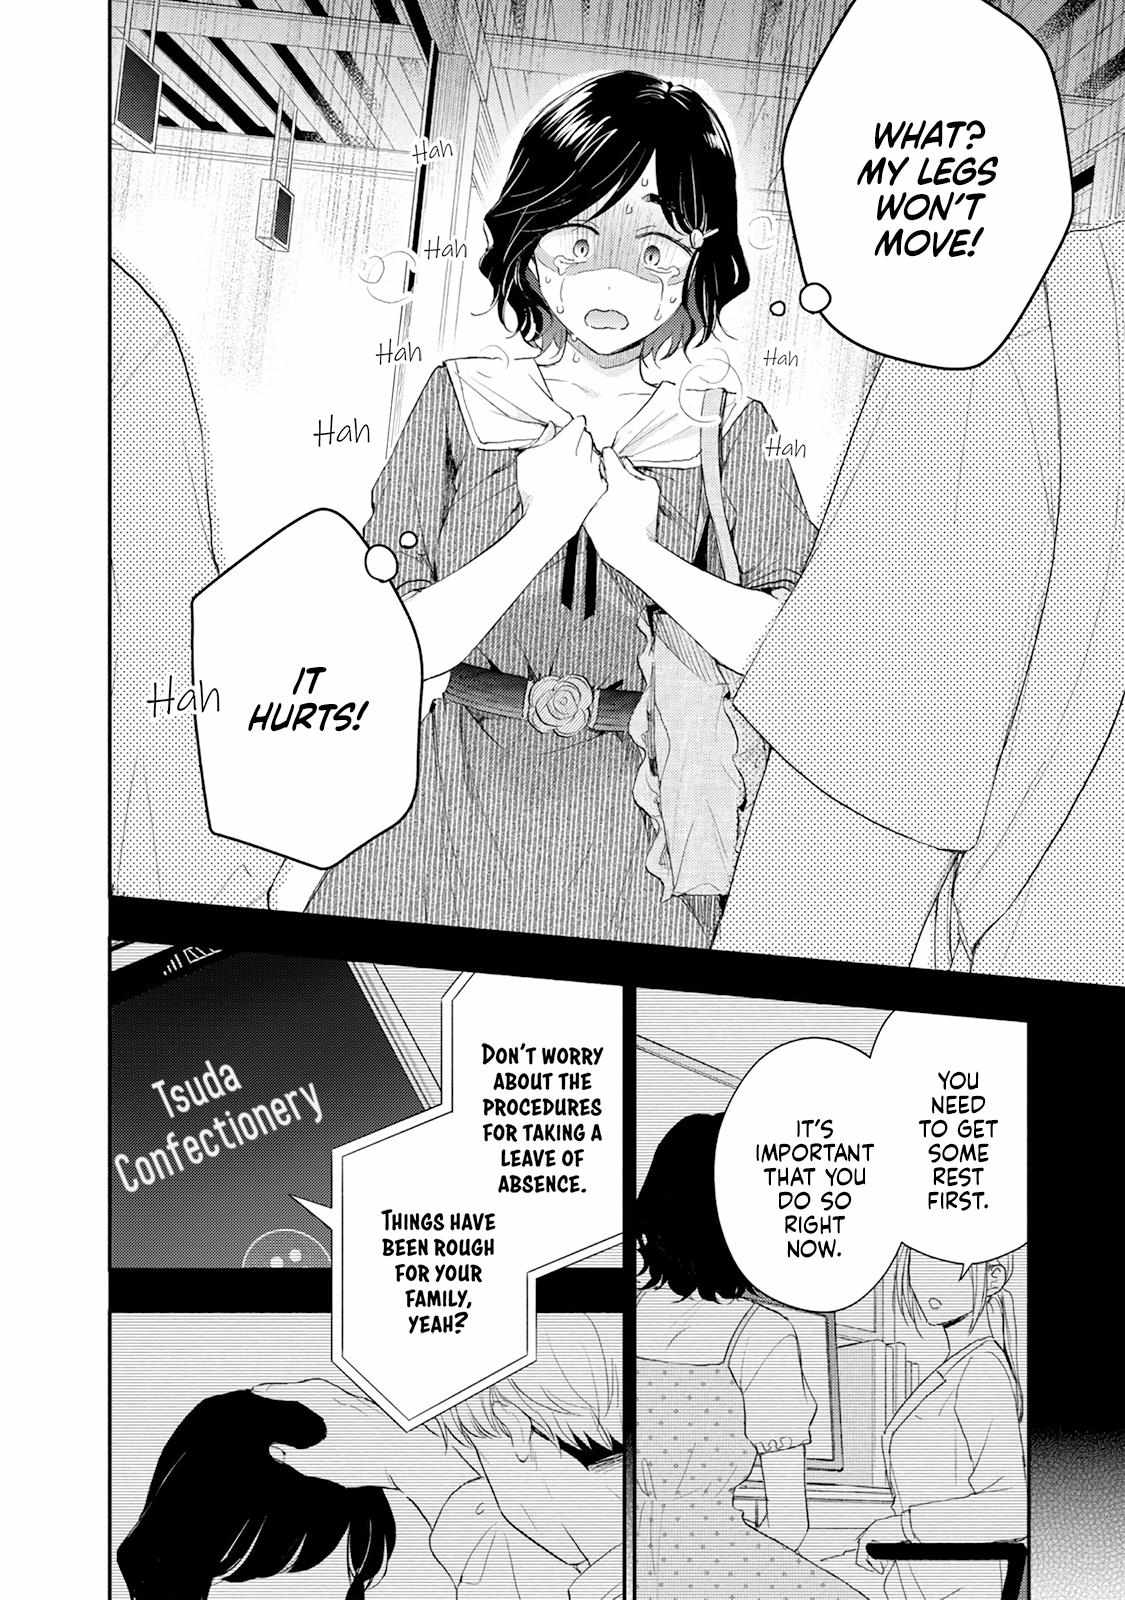 WHAT?
MY LEGS
WON'T
MOVE!
Hah
Hah
Hah
Hah
Hah
Hah
Hah
IT
HURTS!
YOU
NEED
TO GET
SOME
REST
FIRST.
IT'S
IMPORTANT
THAT YOU
DO SO
RIGHT
NOW.
DON'T WORRY
ABOUT THE
PROCEDURES
FOR TAKING A
LEAVE OF
ABSENCE.
THINGS HAVE
BEEN ROUGH
FOR YOUR
FAMILY,
YEAH?
Tsuda
Confectionery